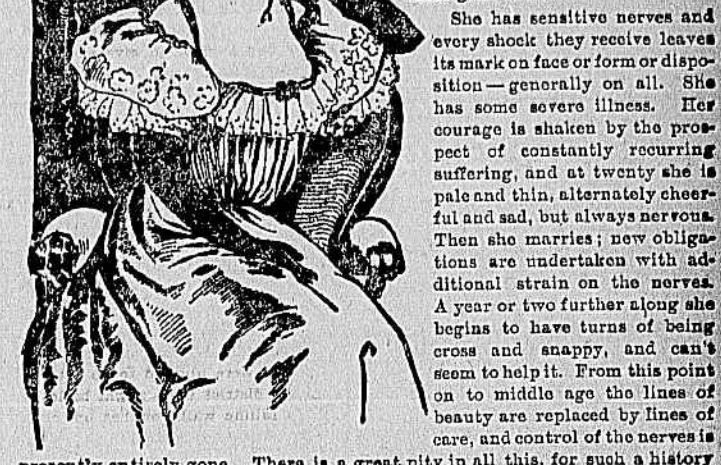 She has sensitive nerves and
every shock they receive leaves
its mark on face or form or dispo-
sition — generally on all. She
has some severe illness. Her
courage is shaken by the pros-
pect of constantly recurring
suffering, and at twenty she is
pale and thin, alternately cheer-
ful and sad, but always nervous.
Then she marries; new obliga-
tions are undertaken with ad-
ditional strain on the nerves.
A year or two further along she
begins to have turns of being
cross and snappy, and can't
seem to help it. From this point
on to middle age the lines of
beauty are replaced by lines of
care, and control of the nerves is
presently entirely gone. There is a great pity in all this, for such a history